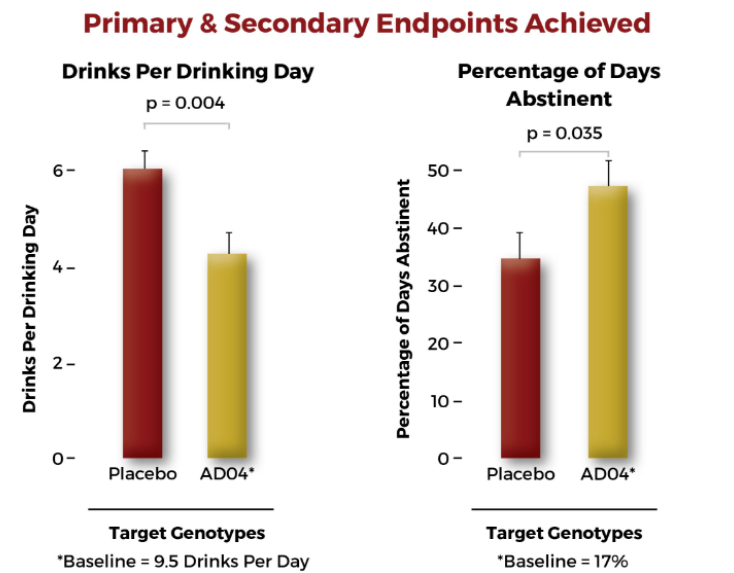 Primary & Secondary Endpoints Achieved
Drinks Per Drinking Day
p = 0.004
Drinks Per Drinking Day
6
4
2
0
Placebo
AD04*
Target Genotypes
*Baseline = 9.5 Drinks Per Day
Percentage of Days
Abstinent
p = 0.035
Percentage of Days Abstinent
50
40
30
20
10
0
Placebo
AD04*
Target Genotypes
*Baseline = 17%